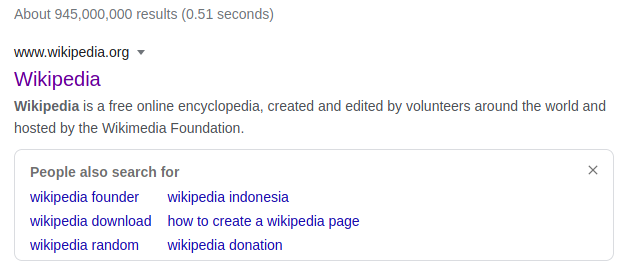 About 945,000,000 results (0.51 seconds)
www.wikipedia.org
Wikipedia
Wikipedia is a free online encyclopedia, created and edited by volunteers around the world and
hosted by the Wikimedia Foundation.
People also search for
wikipedia founder wikipedia indonesia
wikipedia download how to create a wikipedia page
wikipedia random wikipedia donation